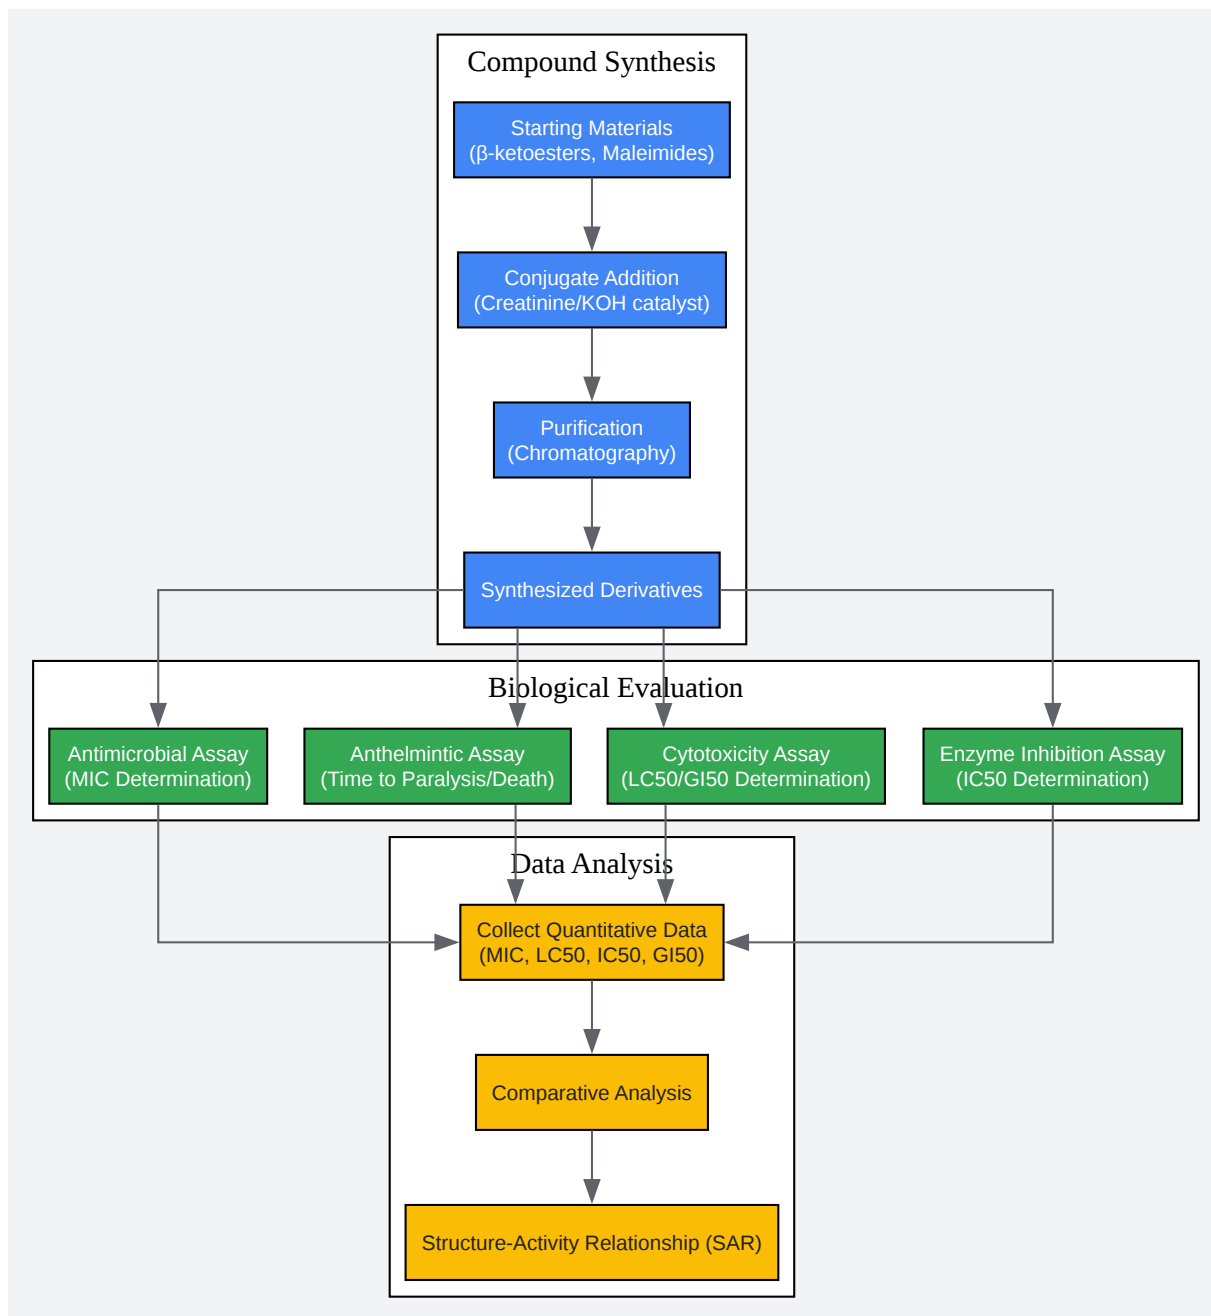 Compound Synthesis
Starting Materials
(β-ketoesters, Maleimides)
Conjugate Addition
(Creatinine/KOH catalyst)
Purification
(Chromatography)
Synthesized Derivatives
Biological Evaluation
Antimicrobial Assay
(MIC Determination)
Anthelmintic Assay
(Time to Paralysis/Death)
Cytotoxicity Assay
(LC50/GI50 Determination)
Enzyme Inhibition Assay
(IC50 Determination)
Data Analysis
Collect Quantitative Data
(MIC, LC50, IC50, GI50)
Comparative Analysis
Structure-Activity Relationship (SAR)